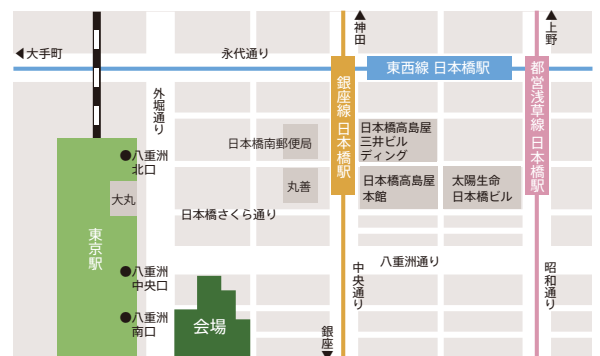 神田
上野
大手町
永代通り
東西線 日本橋駅
外堀通り
銀座線 日本橋駅
都営浅草線 日本橋駅
日本橋南郵便局
日本橋高島屋
三井ビル
ディング
八重洲
北口
大丸
丸善
日本橋高島屋
本館
太陽生命
日本橋ビル
日本橋さくら通り
東京駅
八重洲通り
八重洲
中央口
中央通り
昭和通り
八重洲
南口
会場
銀座